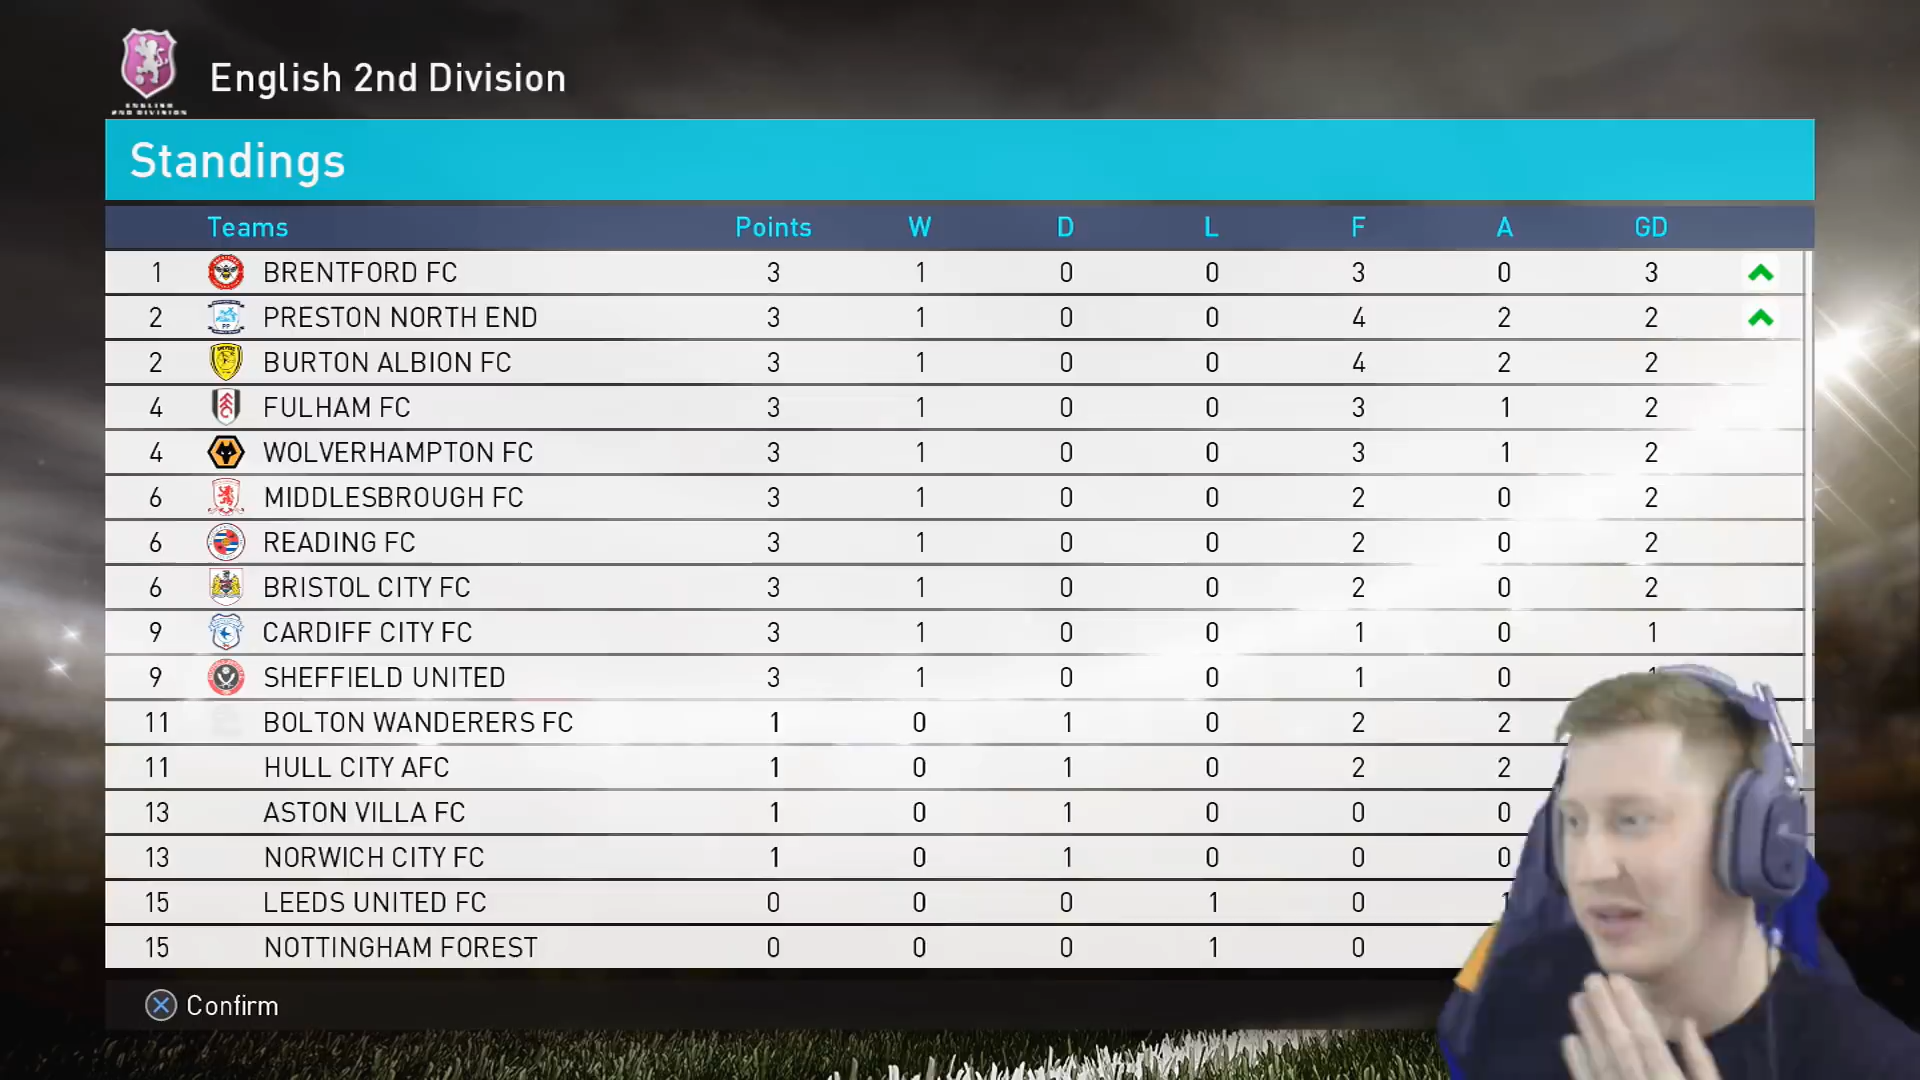 ENGLISH
2ND DIVISION
English 2nd Division
Standings
Teams Points W D L F A GD
1 BRENTFORD FC 3 1 0 0 3 0 3
2 PRESTON NORTH END 3 1 0 0 4 2 2
2 BURTON ALBION FC 3 1 0 0 4 2 2
4 FULHAM FC 3 1 0 0 3 1 2
4 WOLVERHAMPTON FC 3 1 0 0 3 1 2
6 MIDDLESBROUGH FC 3 1 0 0 2 0 2
6 READING FC 3 1 0 0 2 0 2
6 BRISTOL CITY FC 3 1 0 0 2 0 2
9 CARDIFF CITY FC 3 1 0 0 1 0 1
9 SHEFFIELD UNITED 3 1 0 0 1 0
11 BOLTON WANDERERS FC 1 0 1 0 2 2
11 HULL CITY AFC 1 0 1 0 2 2
13 ASTON VILLA FC 1 0 1 0 0 0
13 NORWICH CITY FC 1 0 1 0 0 0
15 LEEDS UNITED FC 0 0 0 1 0 1
15 NOTTINGHAM FOREST 0 0 0 1 0
Confirm